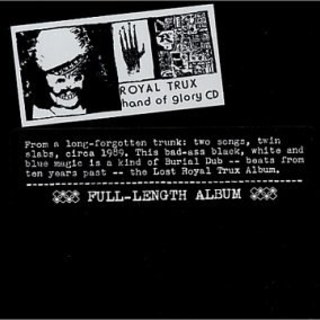 ROYAL TRUX
hand of glory CD
From a long-forgotten trunk: two songs, twin
slabs, circa 1989. This bad-ass black, white and
blue magic is a kind of Burial Dub -- beats from
ten years past -- the Lost Royal Trux Album.
FULL-LENGTH ALBUM